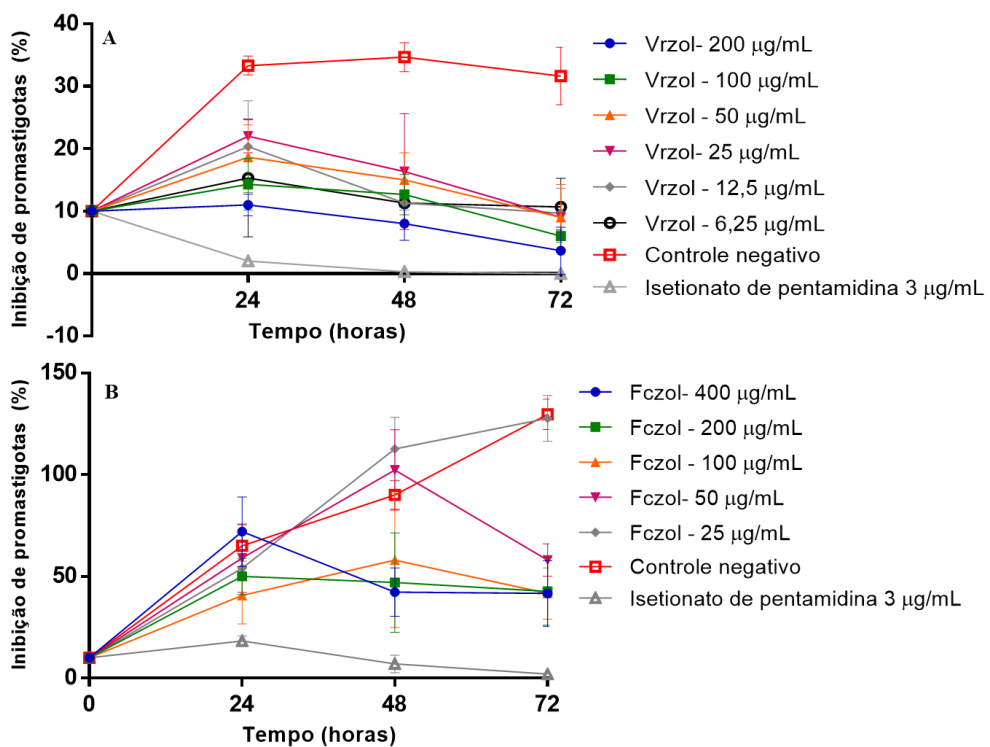 A
Inibição de promastigotas (%)
40
30
20
10
0
-10
24
48
72
Tempo (horas)
Vrzol- 200 µg/mL
Vrzol - 100 µg/mL
Vrzol - 50 µg/mL
Vrzol- 25 µg/mL
Vrzol - 12,5 µg/mL
Vrzol - 6,25 µg/mL
Controle negativo
Isetionato de pentamidina 3 µg/mL
B
Inibição de promastigotas (%)
150
100
50
0
0
24
48
72
Tempo (horas)
Fczol- 400 µg/mL
Fczol - 200 µg/mL
Fczol - 100 µg/mL
Fczol- 50 µg/mL
Fczol - 25 µg/mL
Controle negativo
Isetionato de pentamidina 3 µg/mL